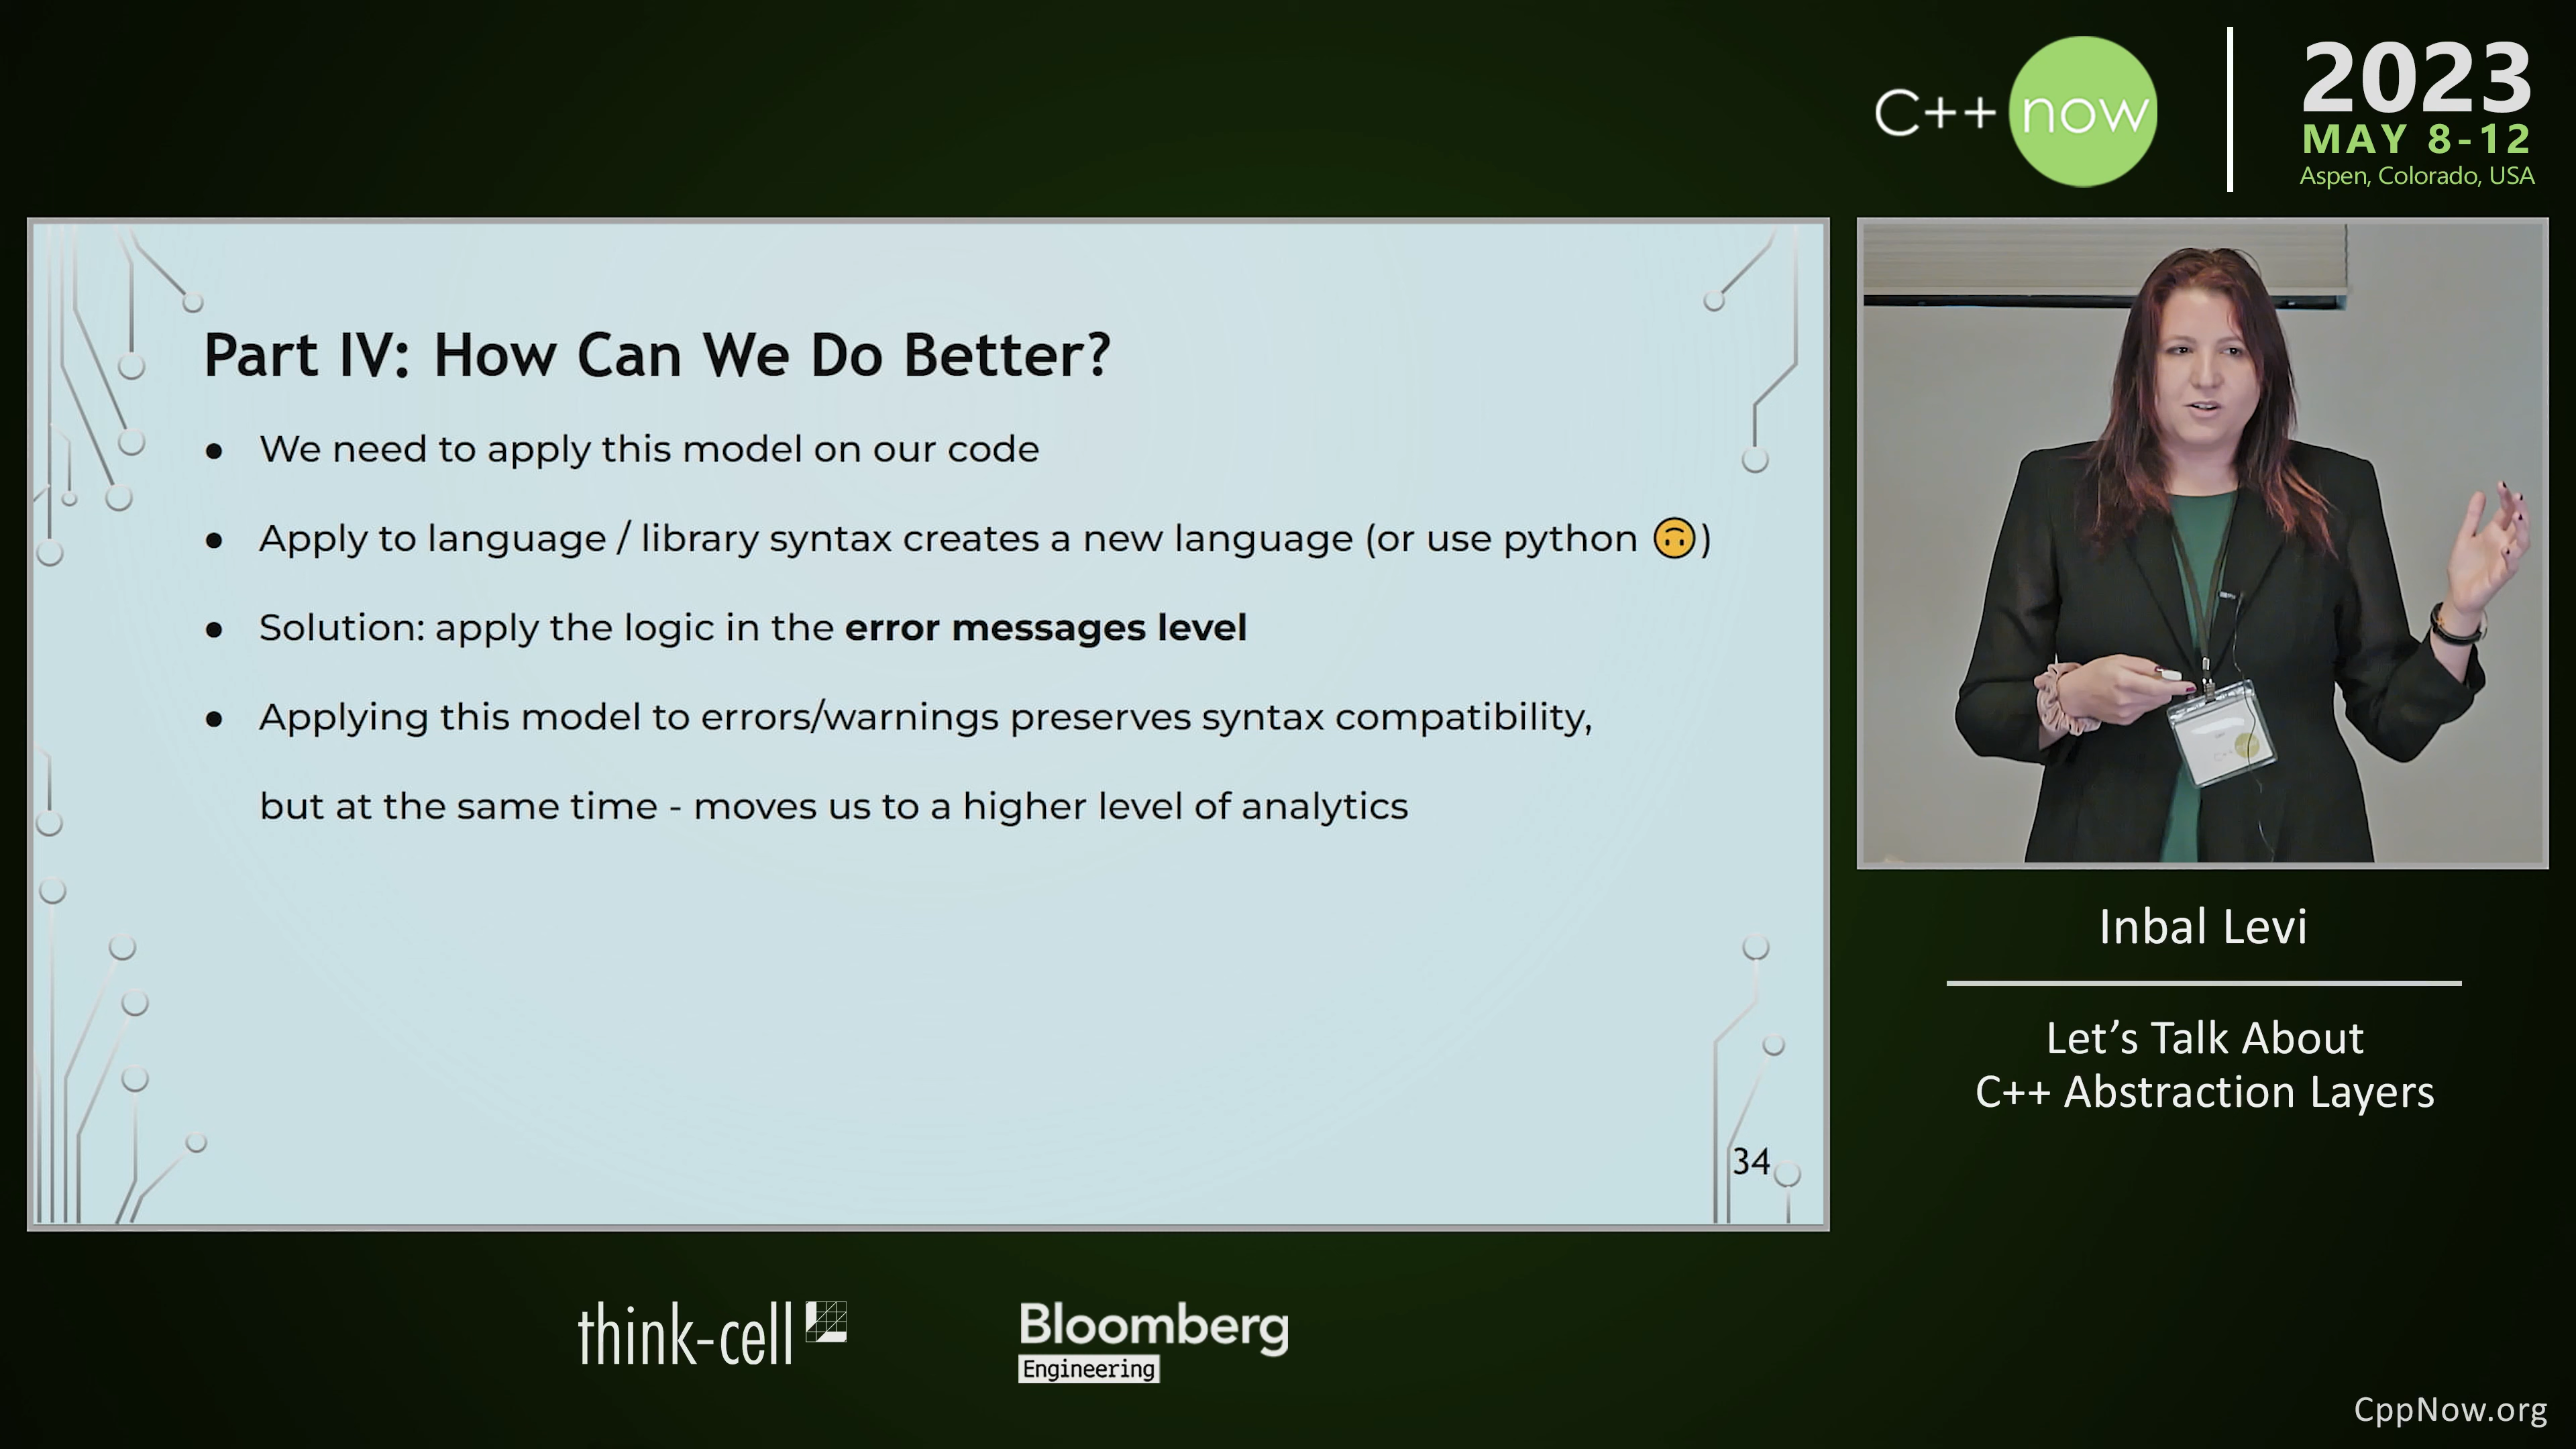 C++ now
2023
MAY 8-12
Aspen, Colorado, USA
Part IV: How Can We Do Better?
● We need to apply this model on our code
● Apply to language / library syntax creates a new language (or use python 🙃)
● Solution: apply the logic in the error messages level
● Applying this model to errors/warnings preserves syntax compatibility,
but at the same time - moves us to a higher level of analytics
34
Inbal Levi
Let’s Talk About
C++ Abstraction Layers
think-cell
Bloomberg
Engineering
CppNow.org